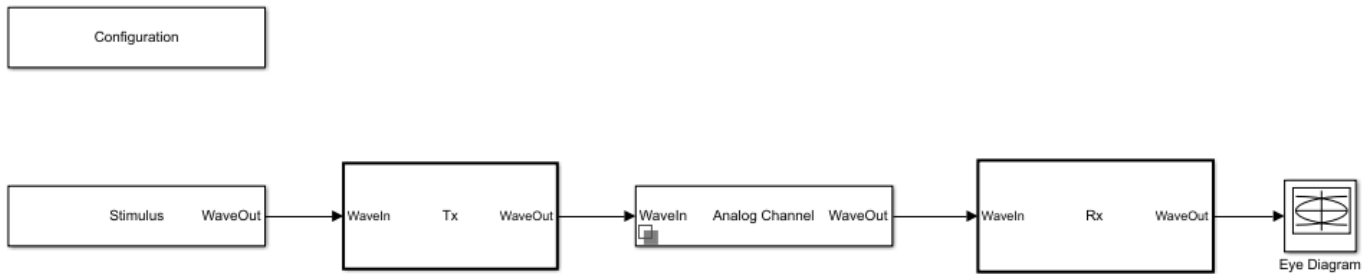 Configuration
Stimulus WaveOut WaveIn Tx WaveOut WaveIn Analog Channel WaveOut WaveIn Rx WaveOut
Eye Diagram